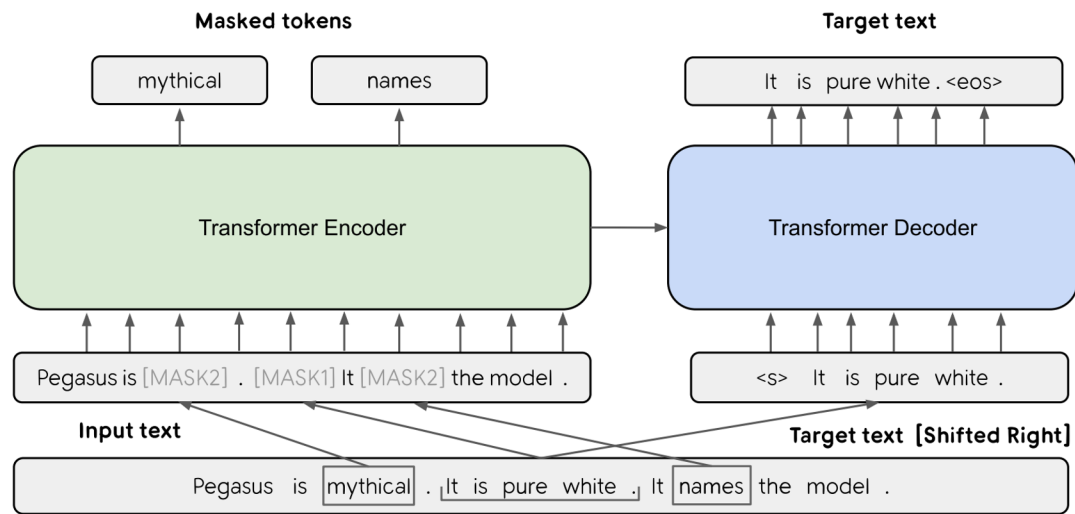 Masked tokens
Target text
mythical
names
It is pure white . <eos>
Transformer Encoder
Transformer Decoder
Pegasus is [MASK2] . [MASK1] It [MASK2] the model .
<s> It is pure white .
Input text
Target text [Shifted Right]
Pegasus is mythical . It is pure white . It names the model .